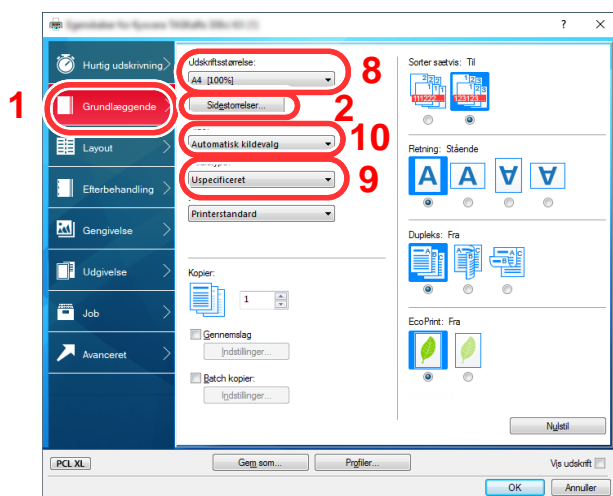 ? ×
Hurtig udskrivning
Grundlæggende
Layout
Efterbehandling
Gengivelse
Udgivelse
Job
Avanceret
1
Udskriftsstørrelse:
A4 [100%]
8
Sidestørrelser...
2
Automatisk kildevalg
10
Uspecificeret
9
Printerstandard
Kopier:
1
Gennemslag
Indstillinger...
Batch kopier:
Indstillinger...
Sorter sætvis: Til
111222
123123
Retning: Stående
A A A A
Dupleks: Fra
A B C
A B C
A B C
EcoPrint: Fra
Nulstil
PCL XL
Gem som...
Profiler...
Vis udskrift
OK
Annuller